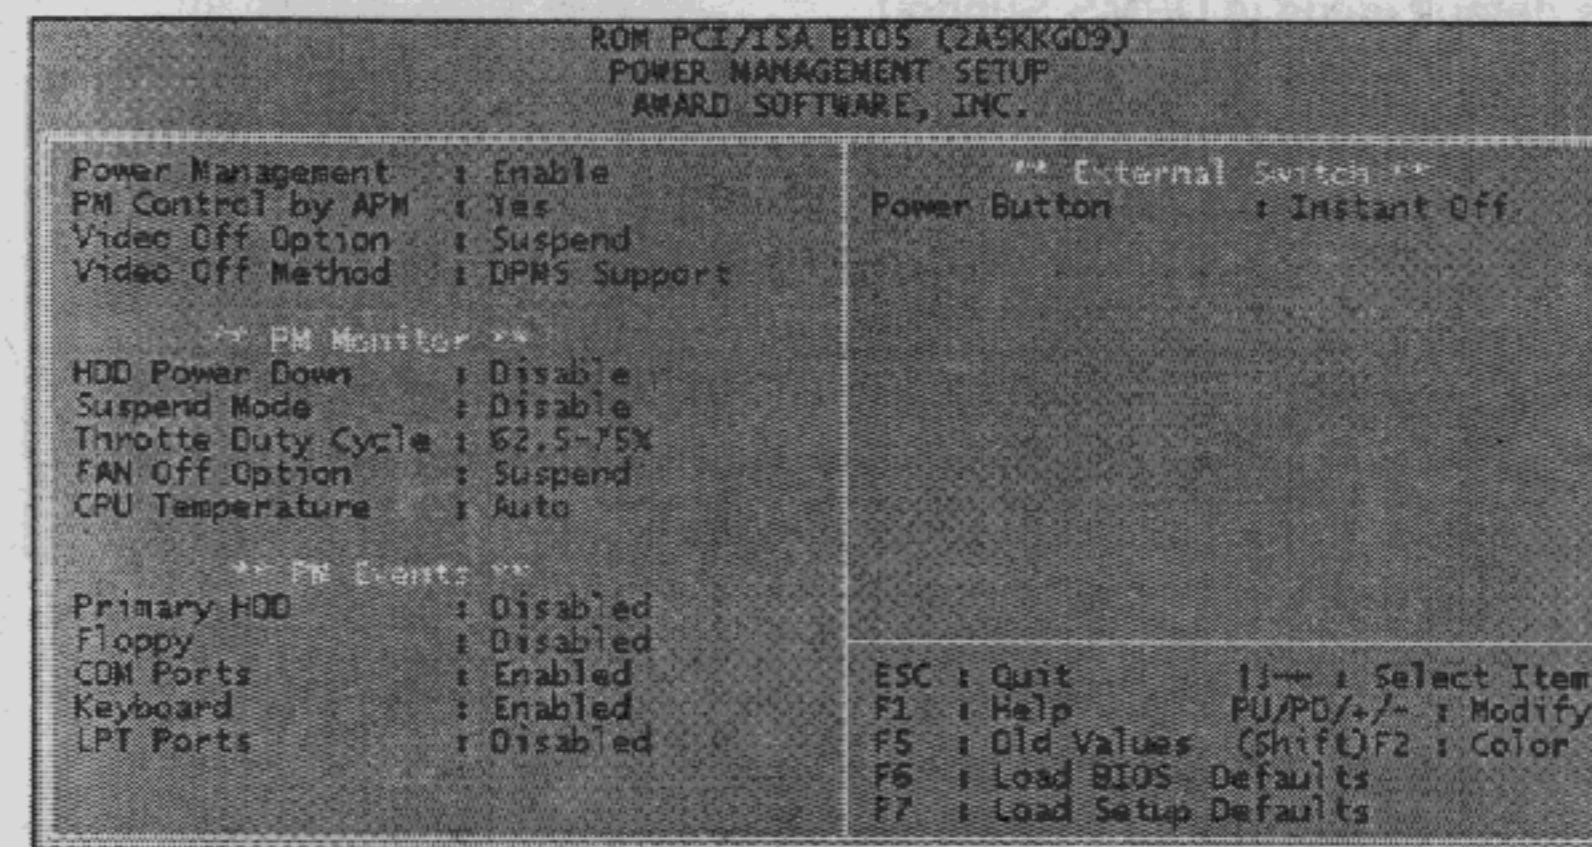 ROM PCI/ISA BIOS (2A5KKGD9)
POWER MANAGEMENT SETUP
AWARD SOFTWARE, INC.
Power Management : Enable
PM Control by APM : Yes
Video Off Option : Suspend
Video Off Method : DPMS Support
** PM Monitor **
HDD Power Down : Disable
Suspend Mode : Disable
Throtte Duty Cycle : 62.5-75%
FAN Off Option : Suspend
CPU Temperature : Auto
** PM Events **
Primary HDD : Disabled
Floppy : Disabled
COM Ports : Enabled
Keyboard : Enabled
LPT Ports : Disabled
** External Switch **
Power Button : Instant Off
ESC : Quit ↑↓→← : Select Item
F1 : Help PU/PD/+/- : Modify
F5 : Old Values (Shift)F2 : Color
F6 : Load BIOS Defaults
F7 : Load Setup Defaults